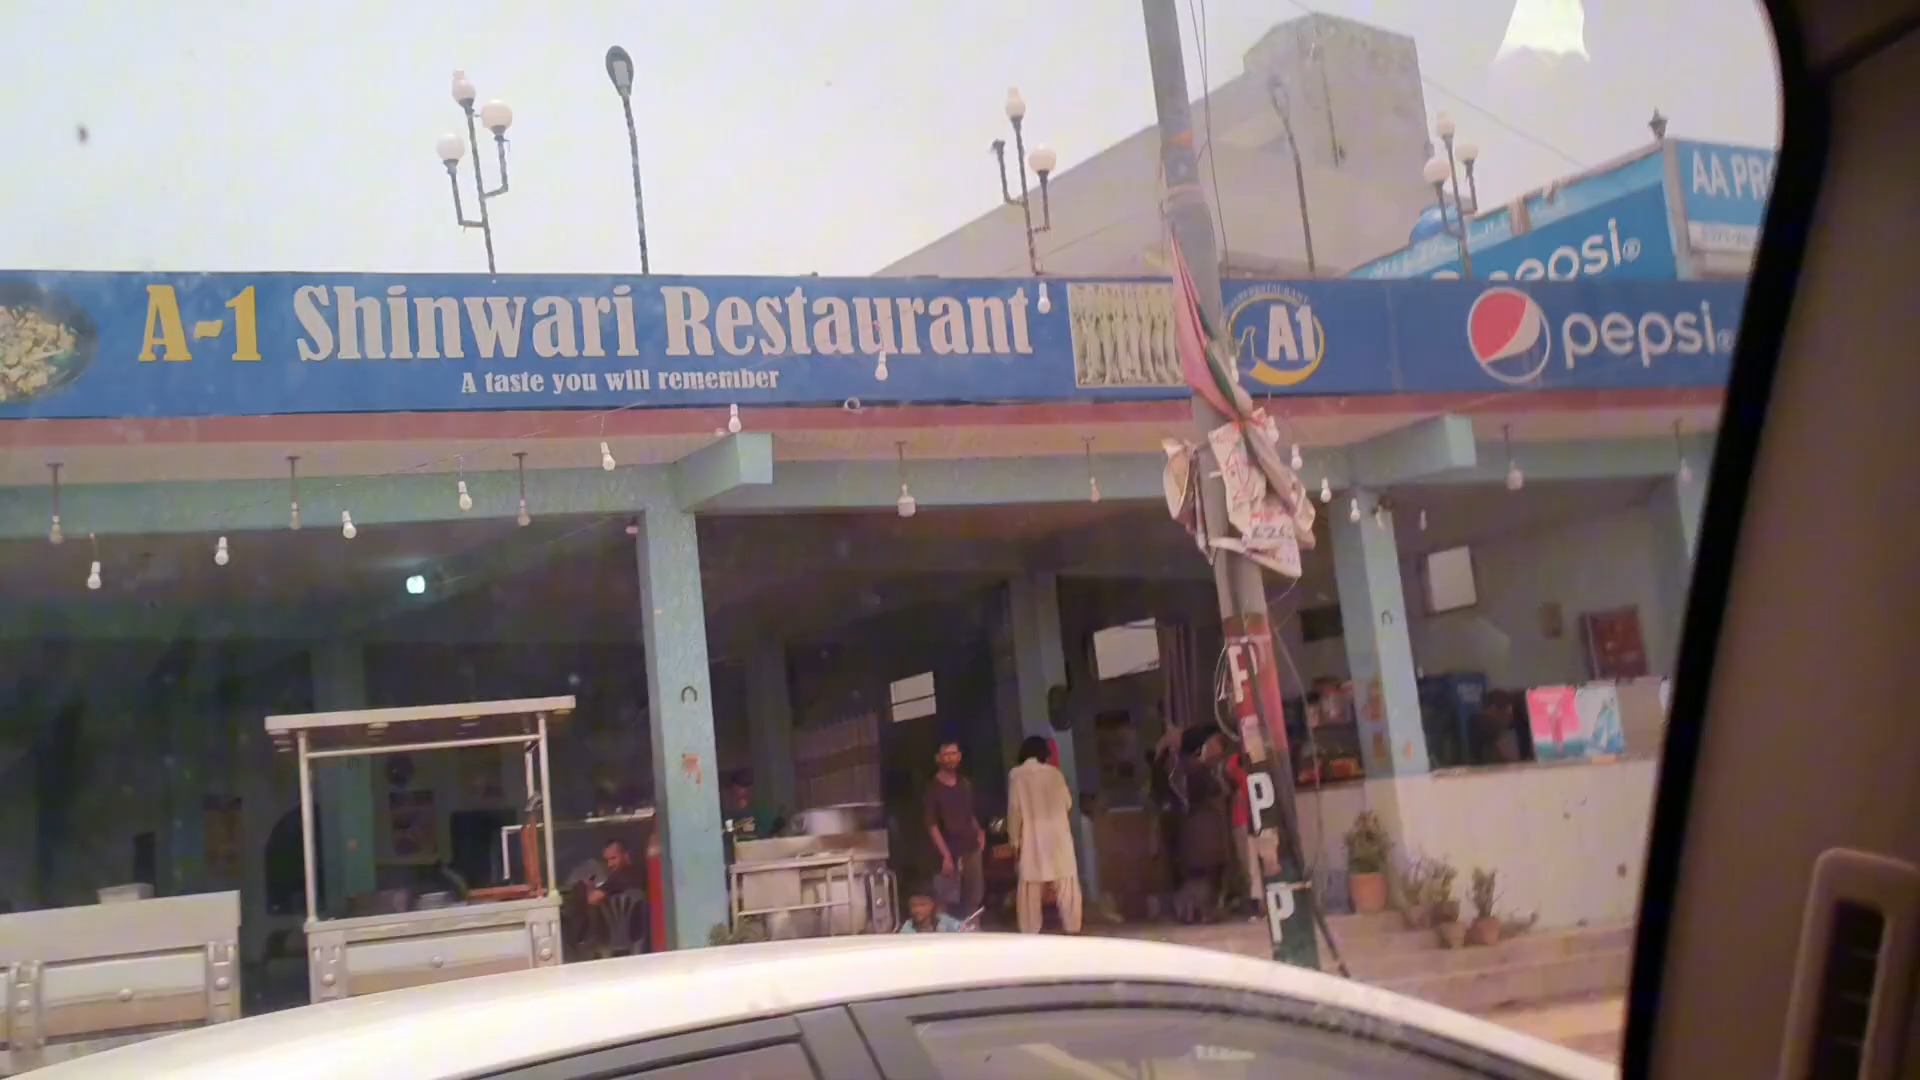 A-1 Shinwari Restaurant
A taste you will remember
A1
pepsi
pepsi
AA PR
P
P
P